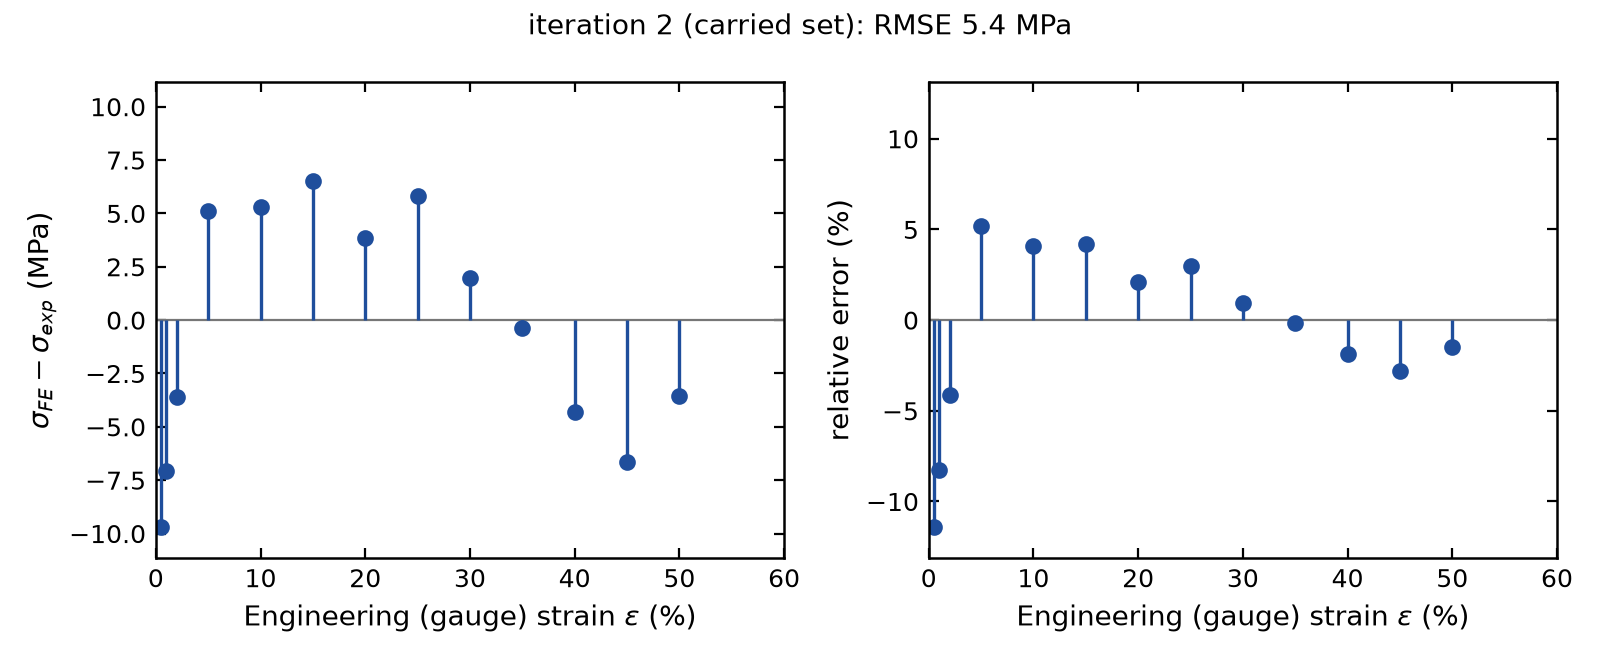 iteration 2 (carried set): RMSE 5.4 MPa
σFE − σexp (MPa)
10.0
7.5
5.0
2.5
0.0
−2.5
−5.0
−7.5
−10.0
0 10 20 30 40 50 60
Engineering (gauge) strain ε (%)
relative error (%)
10
5
0
−5
−10
0 10 20 30 40 50 60
Engineering (gauge) strain ε (%)